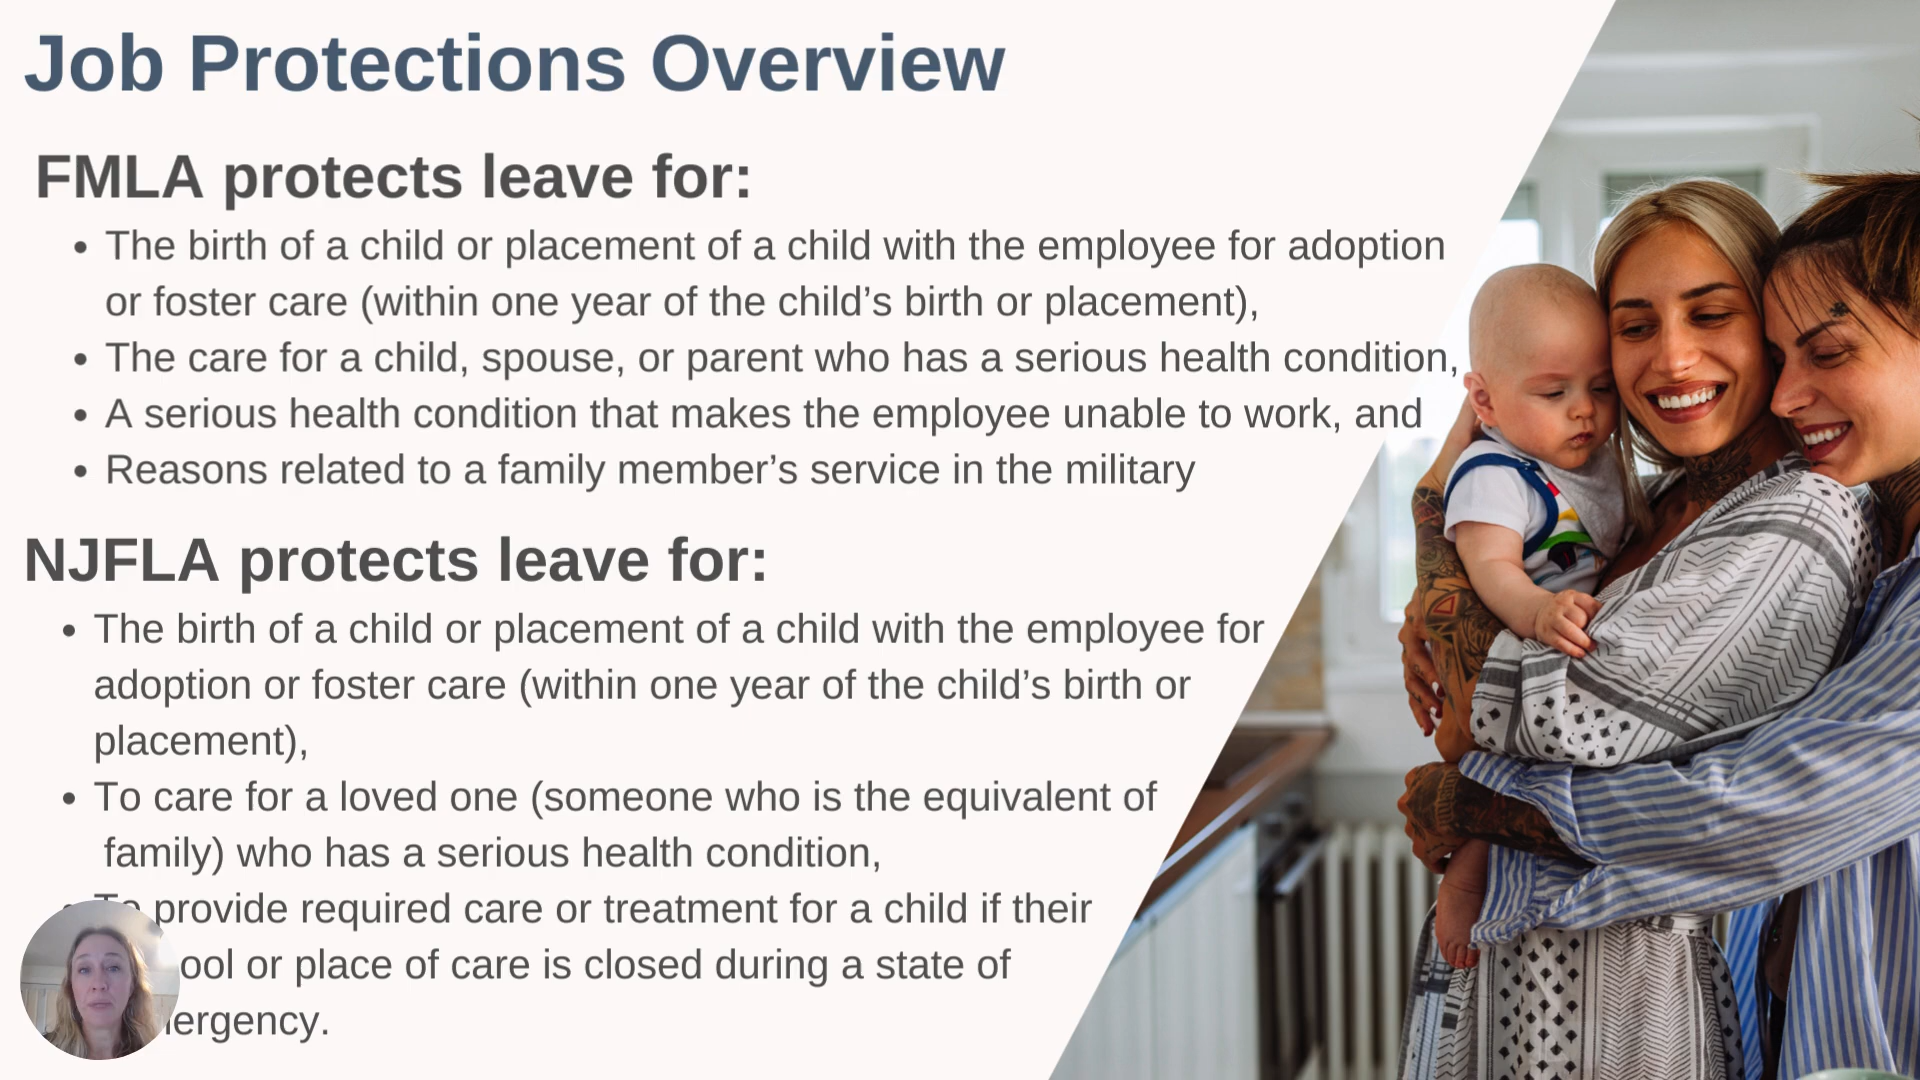 Job Protections Overview
FMLA protects leave for:
• The birth of a child or placement of a child with the employee for adoption
or foster care (within one year of the child’s birth or placement),
• The care for a child, spouse, or parent who has a serious health condition,
• A serious health condition that makes the employee unable to work, and
• Reasons related to a family member’s service in the military
NJFLA protects leave for:
• The birth of a child or placement of a child with the employee for
adoption or foster care (within one year of the child’s birth or
placement),
• To care for a loved one (someone who is the equivalent of
family) who has a serious health condition,
• To provide required care or treatment for a child if their
ool or place of care is closed during a state of
ergency.